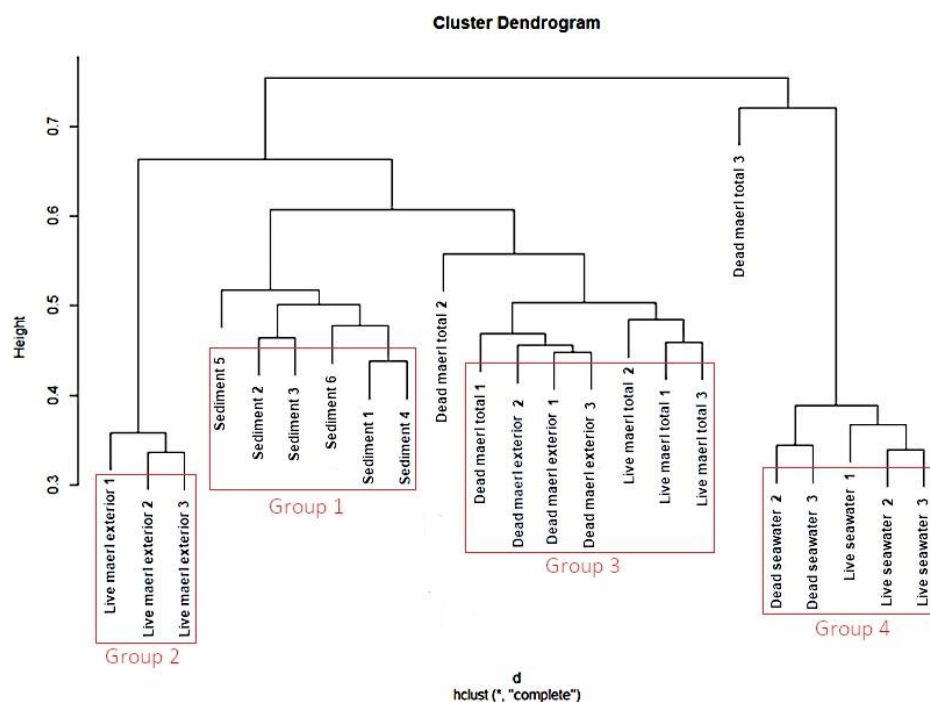 Cluster Dendrogram
Height
0.7
0.6
0.5
0.4
0.3
Live maerl exterior 1
Live maerl exterior 2
Live maerl exterior 3
Group 2
Sediment 5
Sediment 2
Sediment 3
Sediment 6
Sediment 1
Sediment 4
Group 1
Dead maerl total 2
Dead maerl total 1
Dead maerl exterior 2
Dead maerl exterior 1
Dead maerl exterior 3
Live maerl total 2
Live maerl total 1
Live maerl total 3
Group 3
Dead maerl total 3
Dead seawater 2
Dead seawater 3
Live seawater 1
Live seawater 2
Live seawater 3
Group 4
d
hclust (*, "complete")